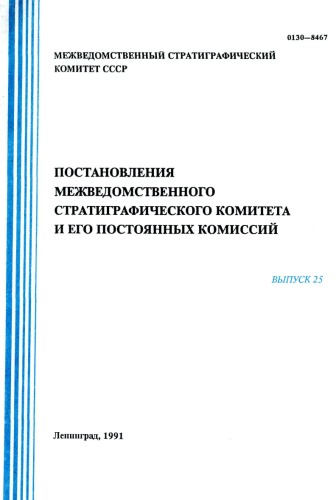 0130—8467
МЕЖВЕДОМСТВЕННЫЙ СТРАТИГРАФИЧЕСКИЙ
КОМИТЕТ СССР
ПОСТАНОВЛЕНИЯ
МЕЖВЕДОМСТВЕННОГО
СТРАТИГРАФИЧЕСКОГО КОМИТЕТА
И ЕГО ПОСТОЯННЫХ КОМИССИЙ
ВЫПУСК 25
Ленинград, 1991